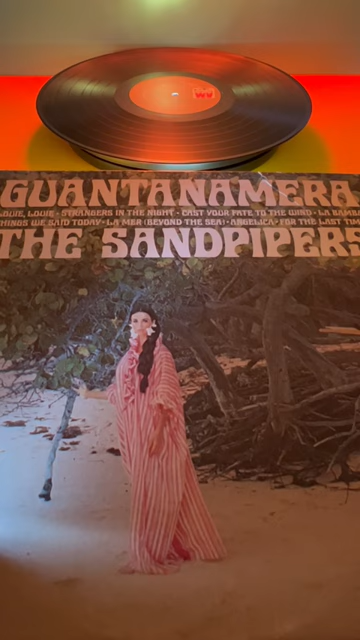 GUANTANAMERA
LOUIE, LOUIE • STRANGERS IN THE NIGHT • CAST YOUR FATE TO THE WIND • LA BAMBA
THINGS WE SAID TODAY • LA MER (BEYOND THE SEA) • ANGELICA • FOR THE LAST TIME
THE SANDPIPERS